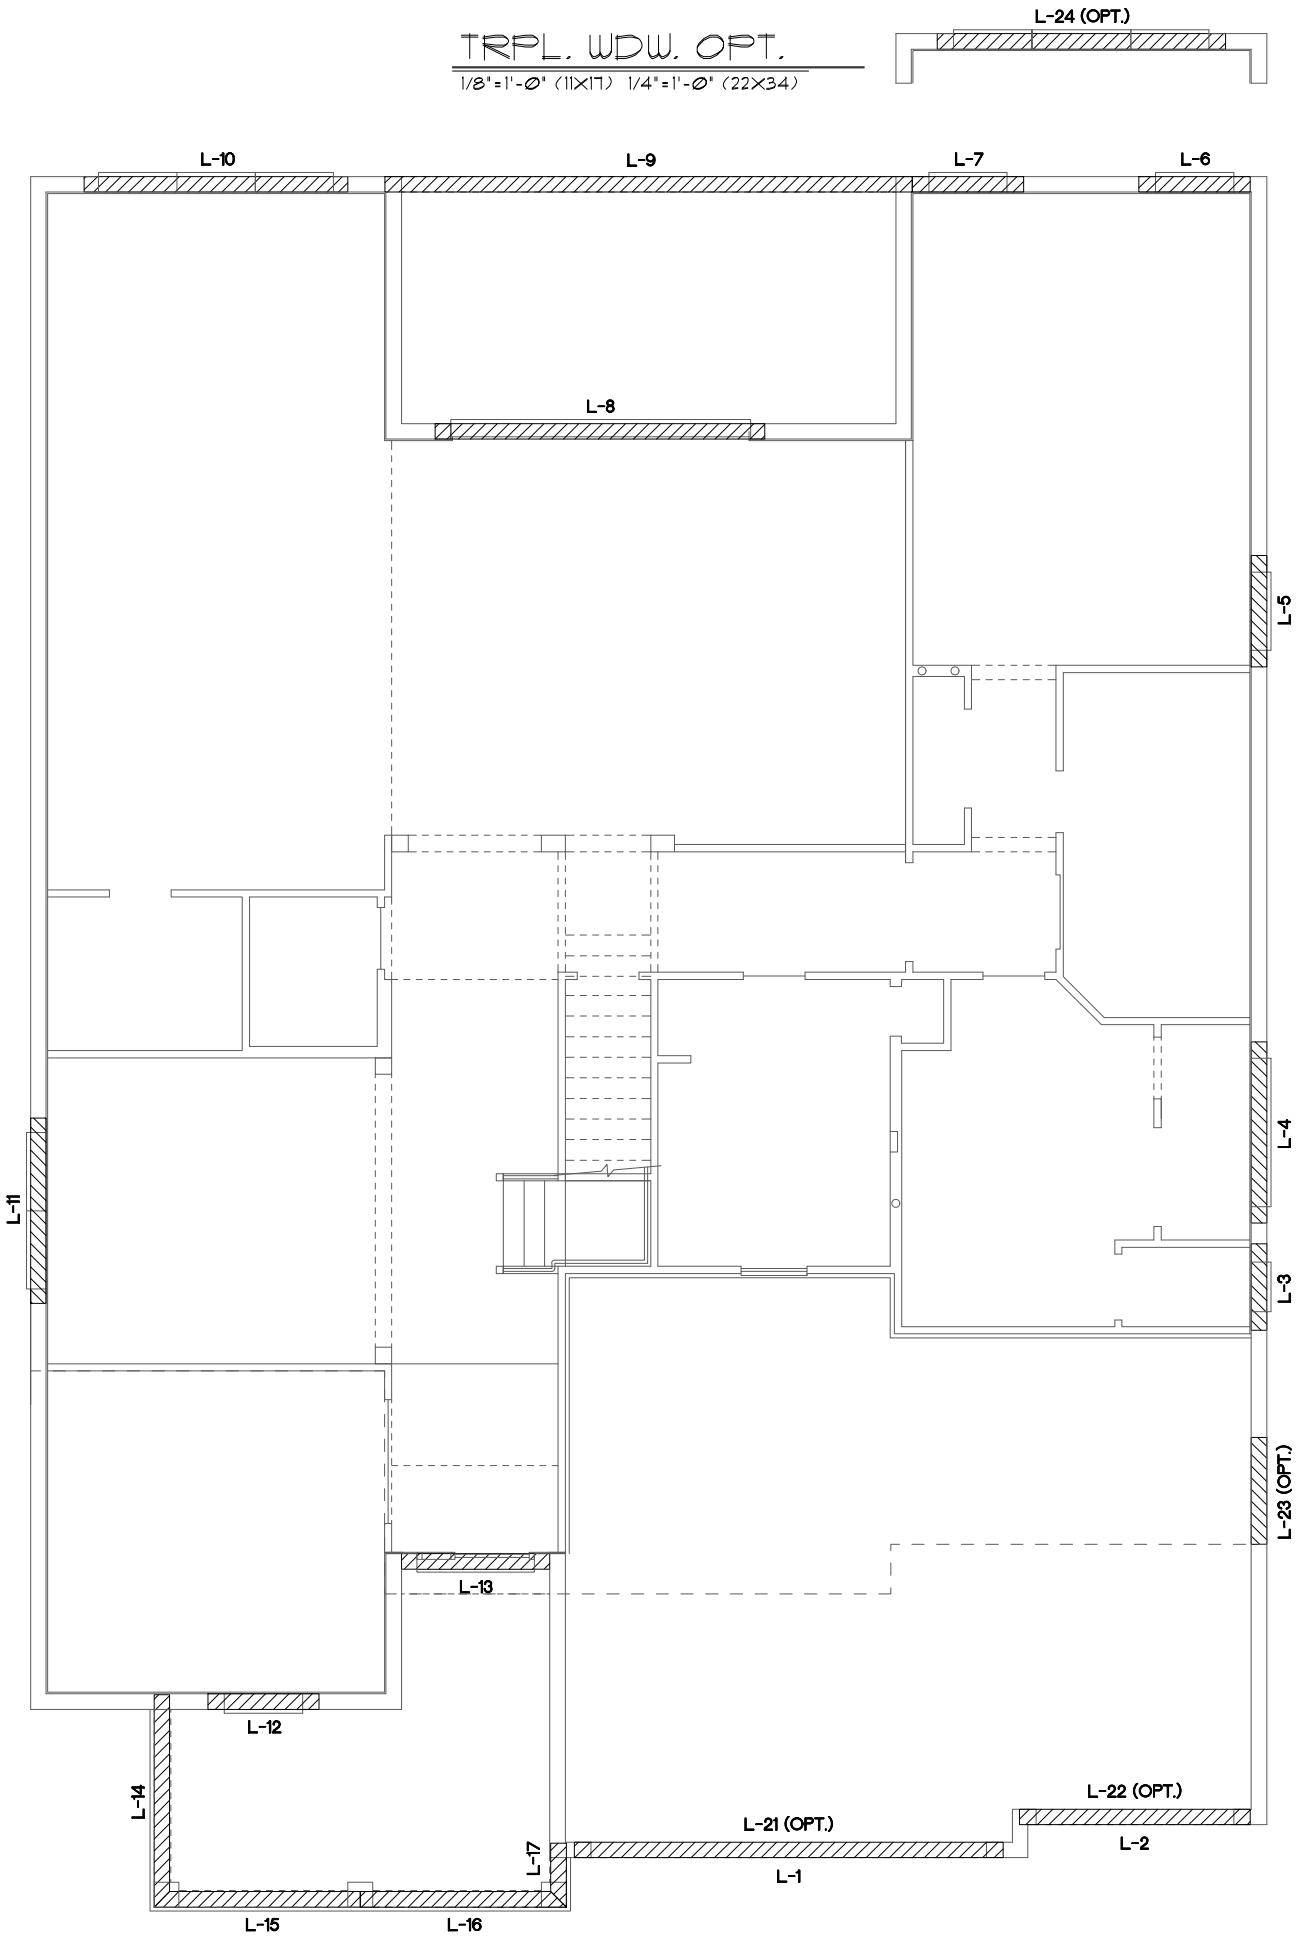 L-24 (OPT.)
TRPL. WDW. OPT.
1/8"=1'-0" (11X17) 1/4"=1'-0" (22X34)
L-10
L-9
L-7
L-6
L-8
L-5
L-4
L-11
L-3
L-23 (OPT.)
L-13
L-12
L-14
L-22 (OPT.)
L-21 (OPT.)
L-2
L-17
L-1
L-15
L-16